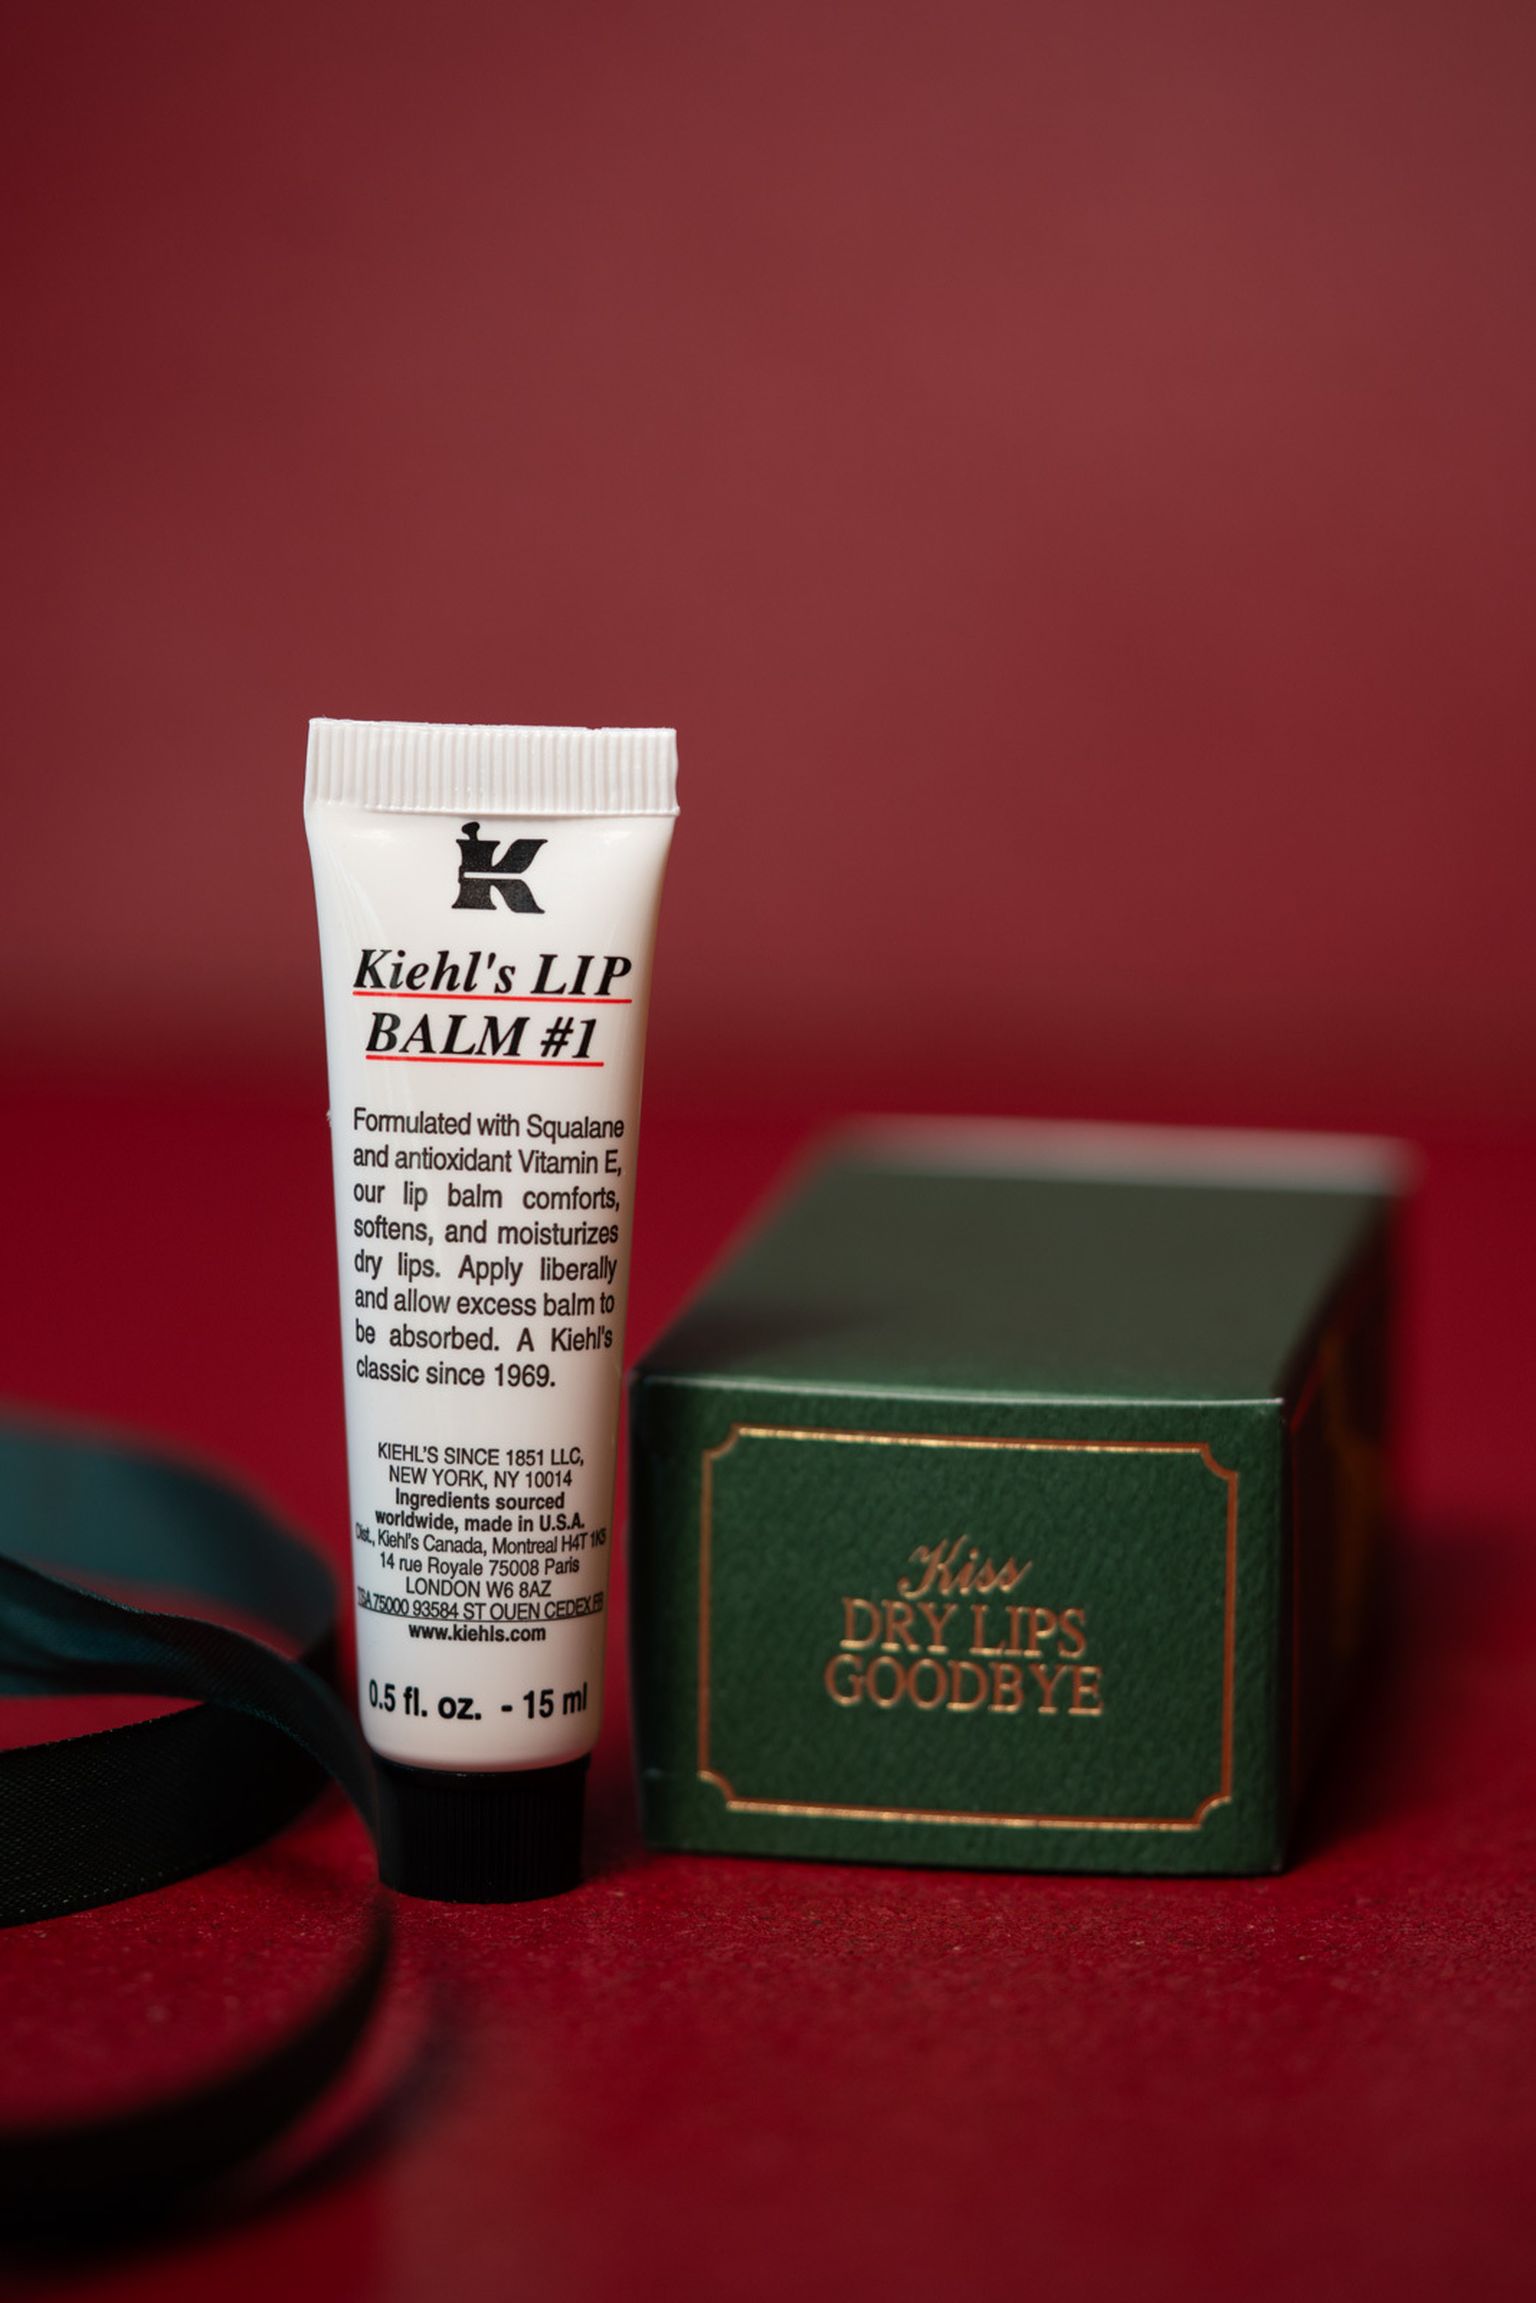 K
Kiehl's LIP
BALM #1
Formulated with Squalane
and antioxidant Vitamin E,
our lip balm comforts,
softens, and moisturizes
dry lips. Apply liberally
and allow excess balm to
be absorbed. A Kiehl's
classic since 1969.
KIEHL'S SINCE 1851 LLC,
NEW YORK, NY 10014
Ingredients sourced
worldwide, made in U.S.A.
Dist., Kiehl's Canada, Montreal H4T 1K5
14 rue Royale 75008 Paris
LONDON W6 8AZ
TSA 75000 93584 ST OUEN CEDEX FR
www.kiehls.com
0.5 fl. oz. - 15 ml
Kiss
DRY LIPS
GOODBYE